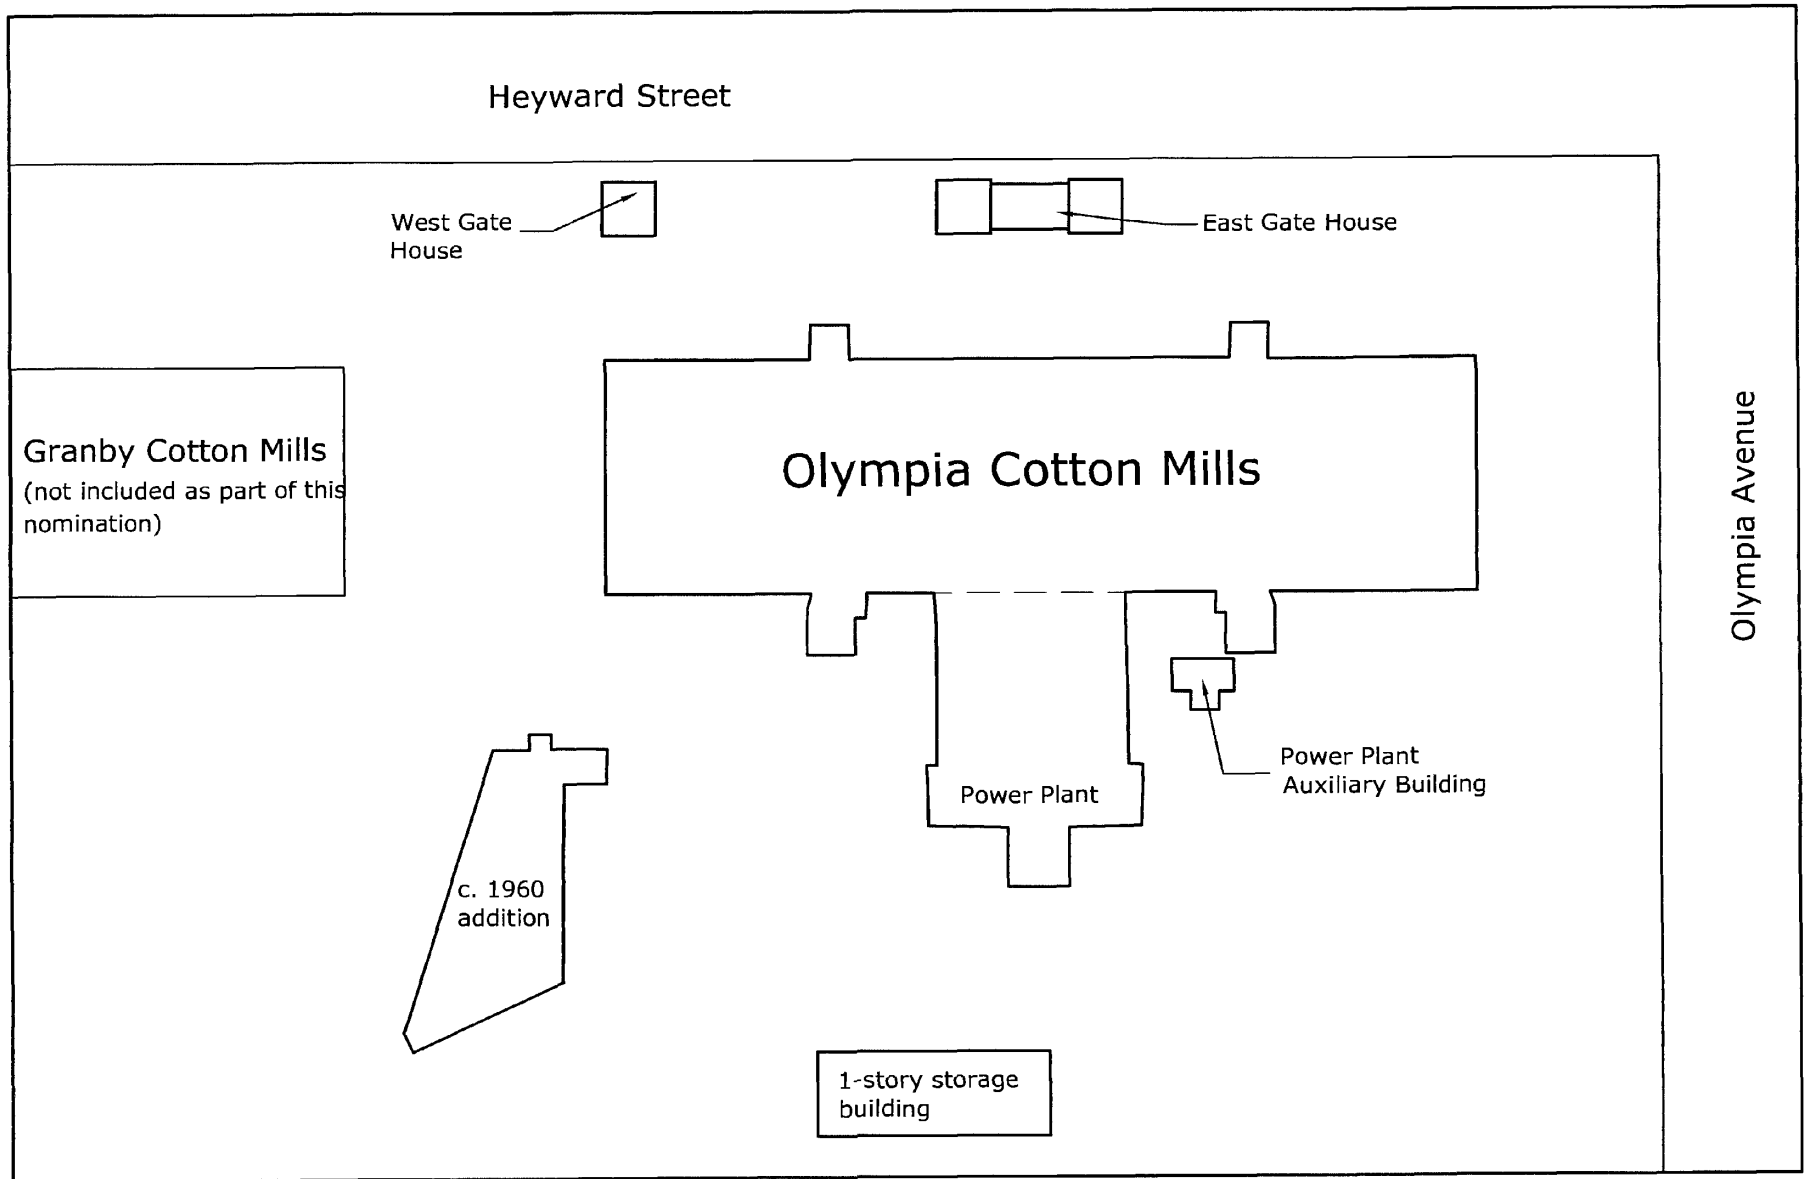 Heyward Street
West Gate
House
East Gate House
Granby Cotton Mills
(not included as part of this
nomination)
Olympia Cotton Mills
Olympia Avenue
Power Plant
Auxiliary Building
Power Plant
c. 1960
addition
1-story storage
building